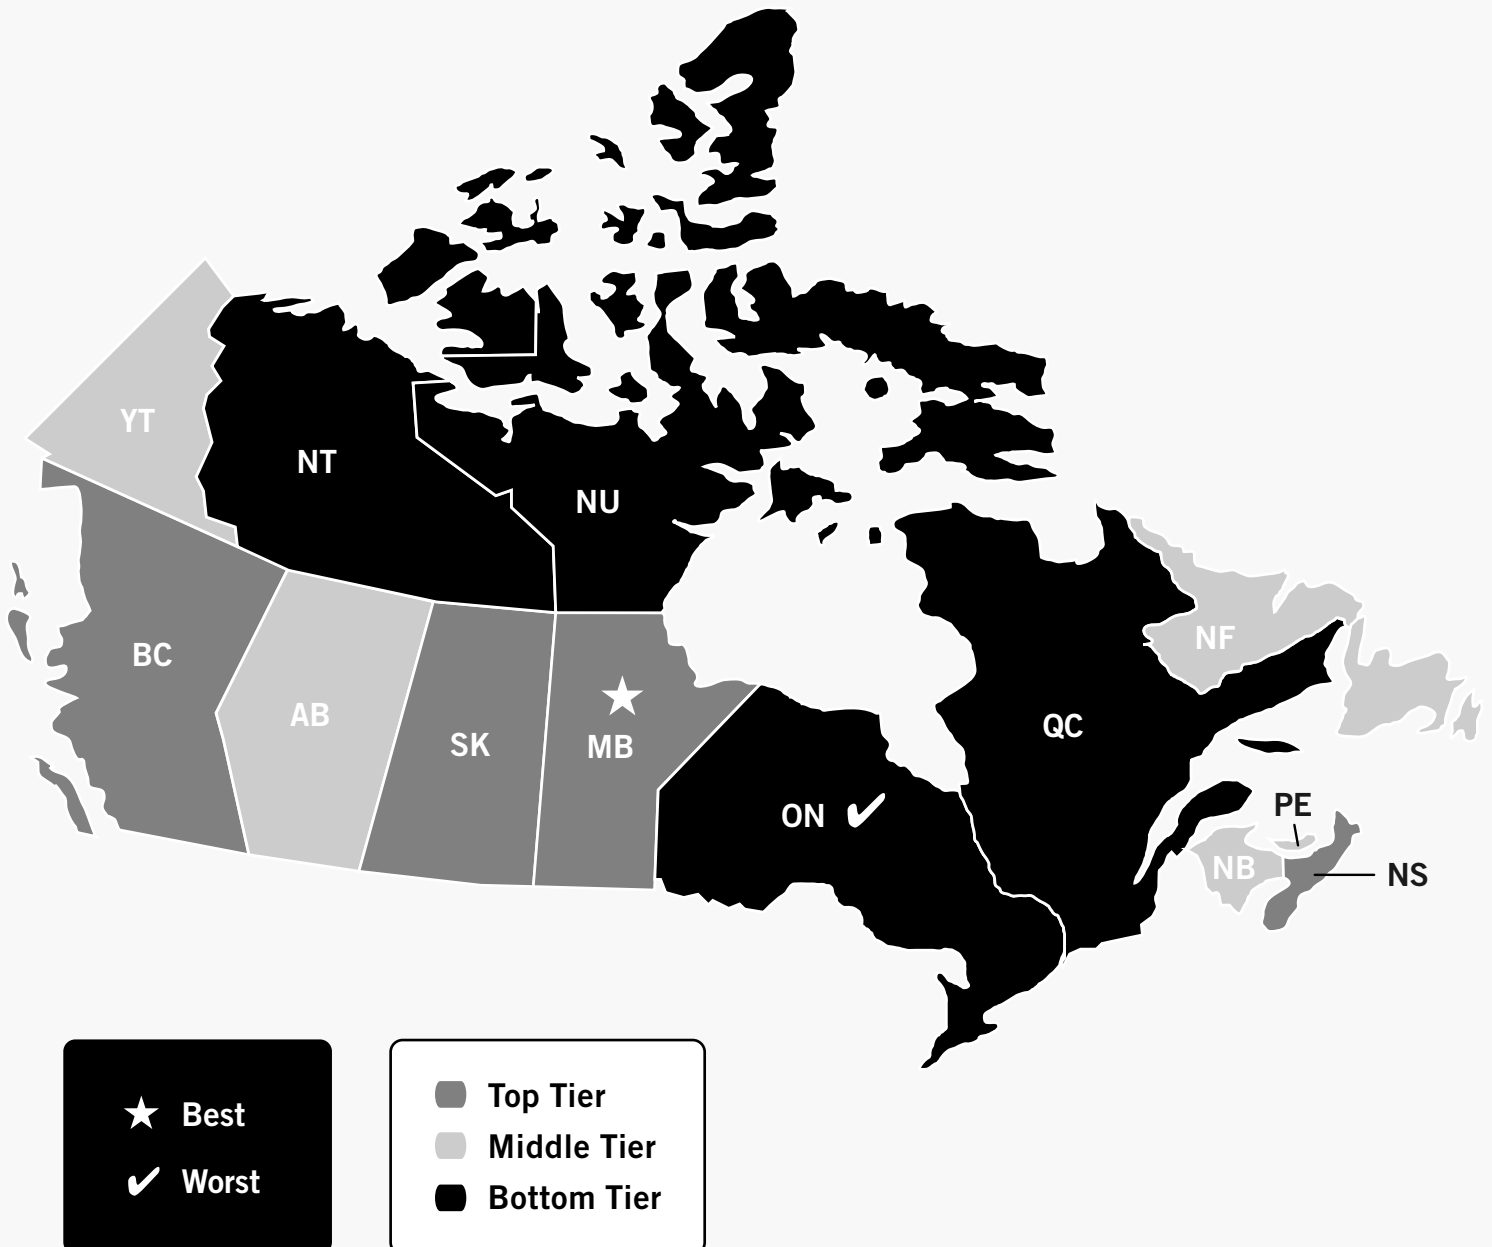 YT
NT
NU
BC
AB
SK
MB
ON
QC
NF
PE
NB
NS
Best
Worst
Top Tier
Middle Tier
Bottom Tier